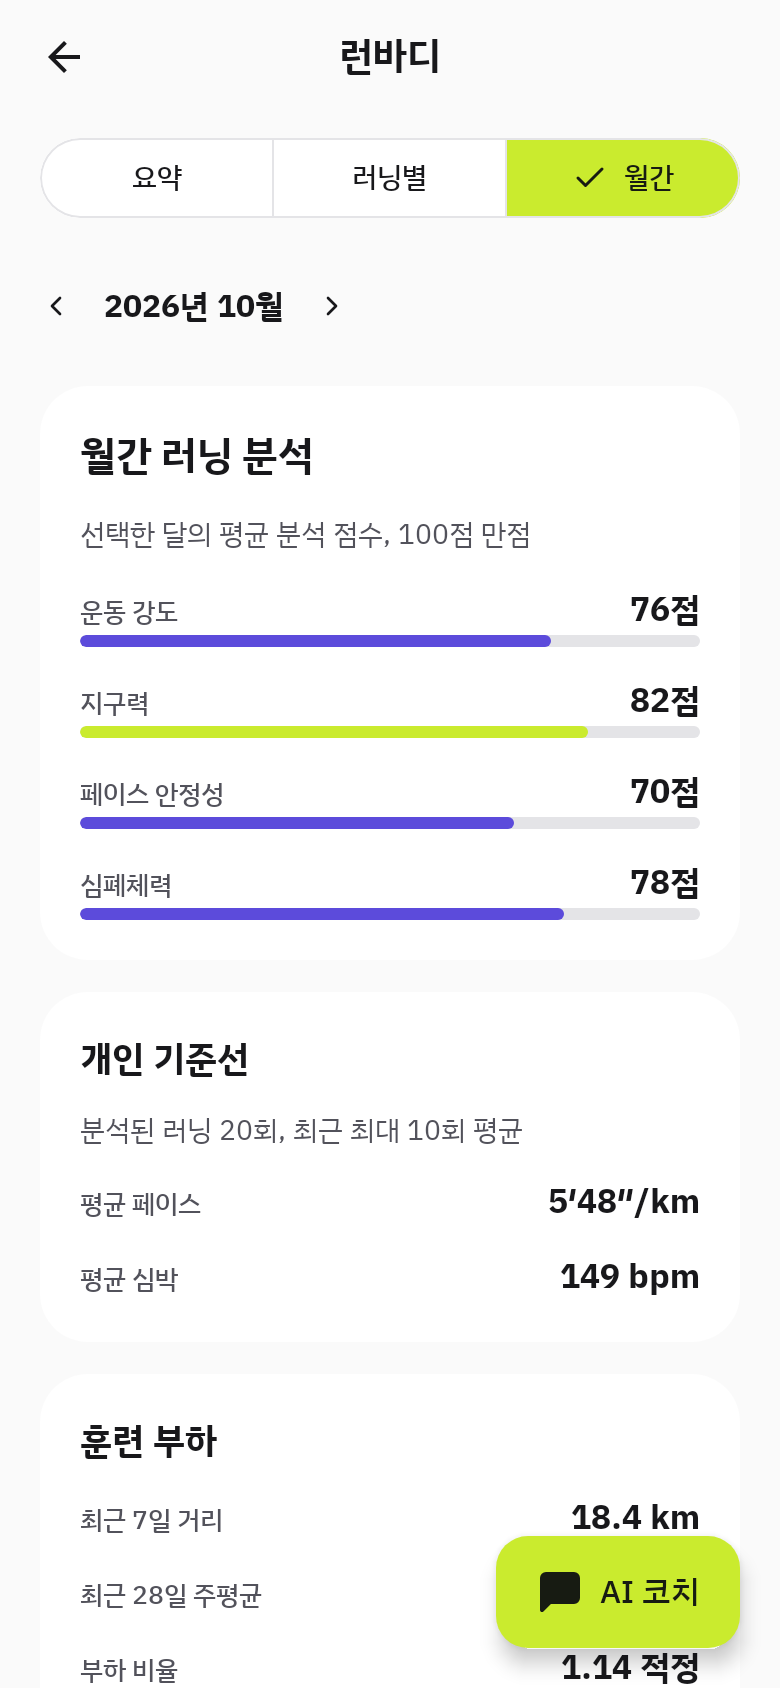 런바디
요약
러닝별
월간
2026년 10월
월간 러닝 분석
선택한 달의 평균 분석 점수, 100점 만점
운동 강도
76점
지구력
82점
페이스 안정성
70점
심폐체력
78점
개인 기준선
분석된 러닝 20회, 최근 최대 10회 평균
평균 페이스
5′48″/km
평균 심박
149 bpm
훈련 부하
최근 7일 거리
18.4 km
최근 28일 주평균
AI 코치
부하 비율
1.14 적정